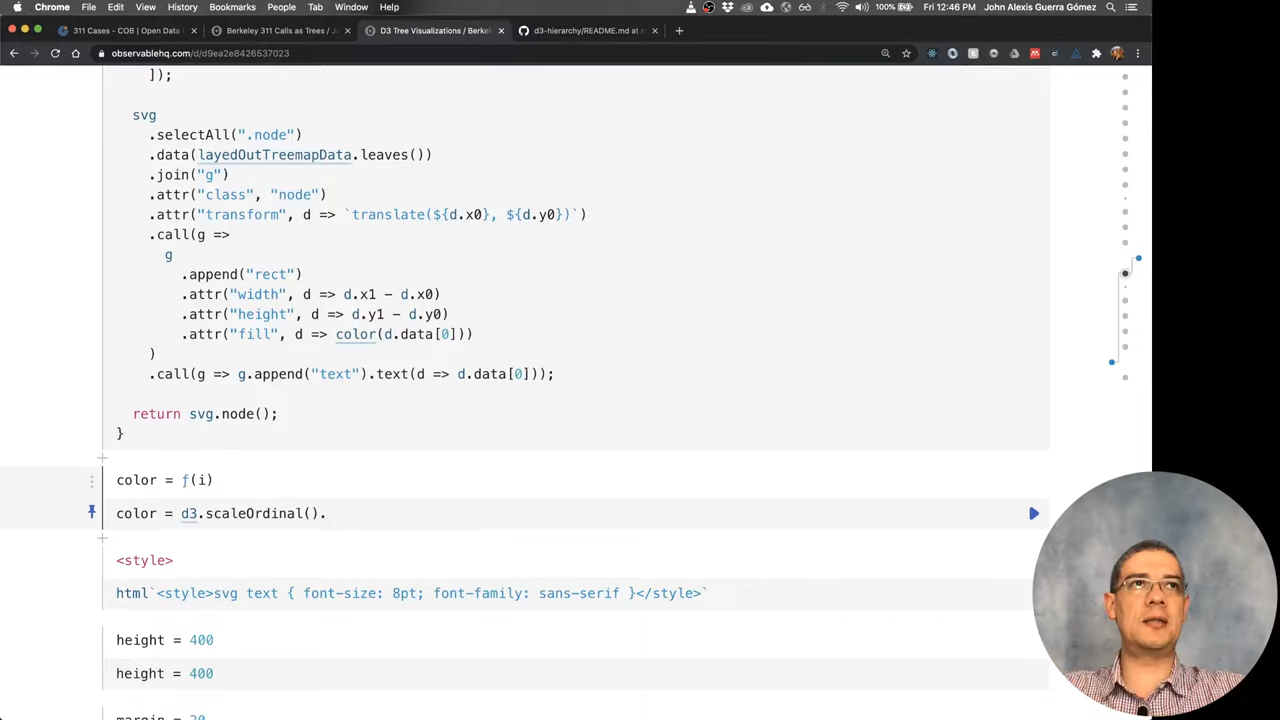 Chrome File Edit View History Bookmarks People Tab Window Help 100% Fri 12:46 PM John Alexis Guerra Gómez
311 Cases - COB | Open Data Berkeley 311 Calls as Trees / D3 Tree Visualizations / Berke d3-hierarchy/README.md at
observablehq.com/d/d9ea2e8426537023
]);
svg
.selectAll(".node")
.data(layedOutTreemapData.leaves())
.join("g")
.attr("class", "node")
.attr("transform", d => `translate(${d.x0}, ${d.y0})`)
.call(g =>
g
.append("rect")
.attr("width", d => d.x1 - d.x0)
.attr("height", d => d.y1 - d.y0)
.attr("fill", d => color(d.data[0]))
)
.call(g => g.append("text").text(d => d.data[0]));
return svg.node();
}
color = ƒ(i)
color = d3.scaleOrdinal().
<style>
html`<style>svg text { font-size: 8pt; font-family: sans-serif }</style>`
height = 400
height = 400